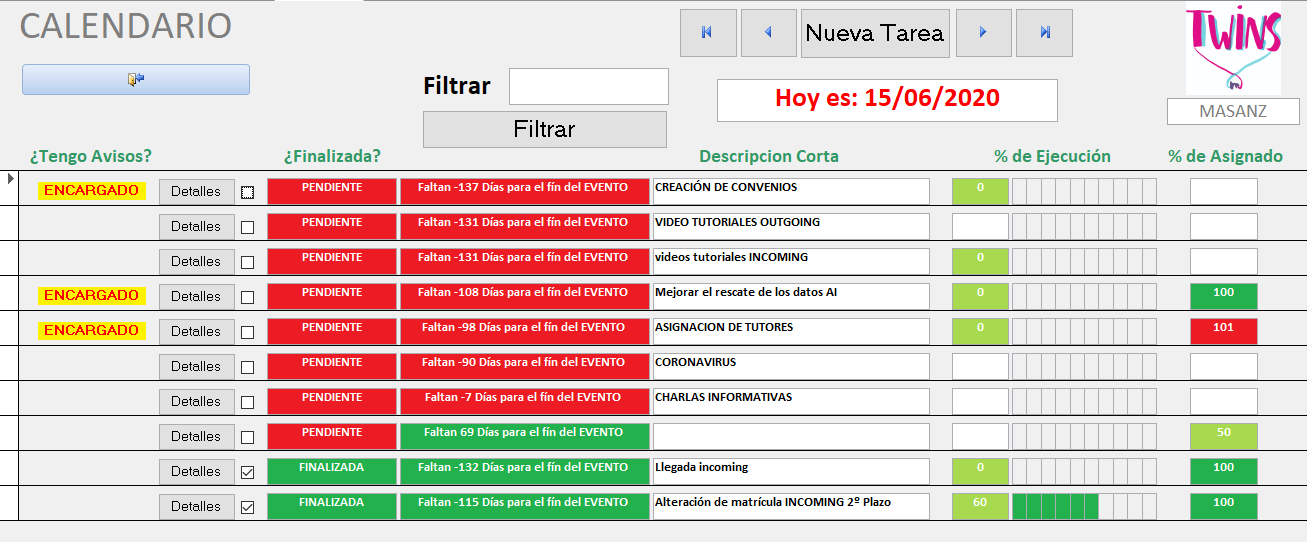 CALENDARIO
Nueva Tarea
TWINS
Filtrar
Hoy es: 15/06/2020
MASANZ
Filtrar
¿Tengo Avisos? ¿Finalizada? Descripcion Corta % de Ejecución % de Asignado
ENCARGADO Detalles PENDIENTE Faltan -137 Días para el fín del EVENTO CREACIÓN DE CONVENIOS 0
Detalles PENDIENTE Faltan -131 Días para el fín del EVENTO VIDEO TUTORIALES OUTGOING
Detalles PENDIENTE Faltan -131 Días para el fín del EVENTO videos tutoriales INCOMING 0
ENCARGADO Detalles PENDIENTE Faltan -108 Días para el fín del EVENTO Mejorar el rescate de los datos AI 0 100
ENCARGADO Detalles PENDIENTE Faltan -98 Días para el fín del EVENTO ASIGNACION DE TUTORES 0 101
Detalles PENDIENTE Faltan -90 Días para el fín del EVENTO CORONAVIRUS
Detalles PENDIENTE Faltan -7 Días para el fín del EVENTO CHARLAS INFORMATIVAS
Detalles PENDIENTE Faltan 69 Días para el fín del EVENTO 50
Detalles FINALIZADA Faltan -132 Días para el fín del EVENTO Llegada incoming 0 100
Detalles FINALIZADA Faltan -115 Días para el fín del EVENTO Alteración de matrícula INCOMING 2º Plazo 60 100